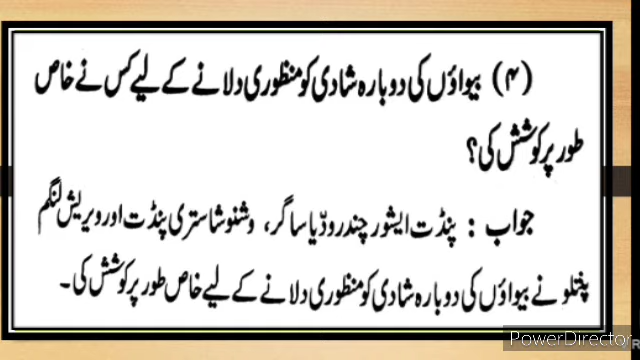 (۴) بیواؤں کی دوبارہ شادی کو منظوری دلانے کے لیے کس نے خاص
طور پر کوشش کی؟
جواب : پنڈت ایشور چندر ودّیا ساگر، وشنو شاستری پنڈت اور ویریش لنگم
پنتلو نے بیواؤں کی دوبارہ شادی کو منظوری دلانے کے لیے خاص طور پر کوشش کی۔
PowerDirector